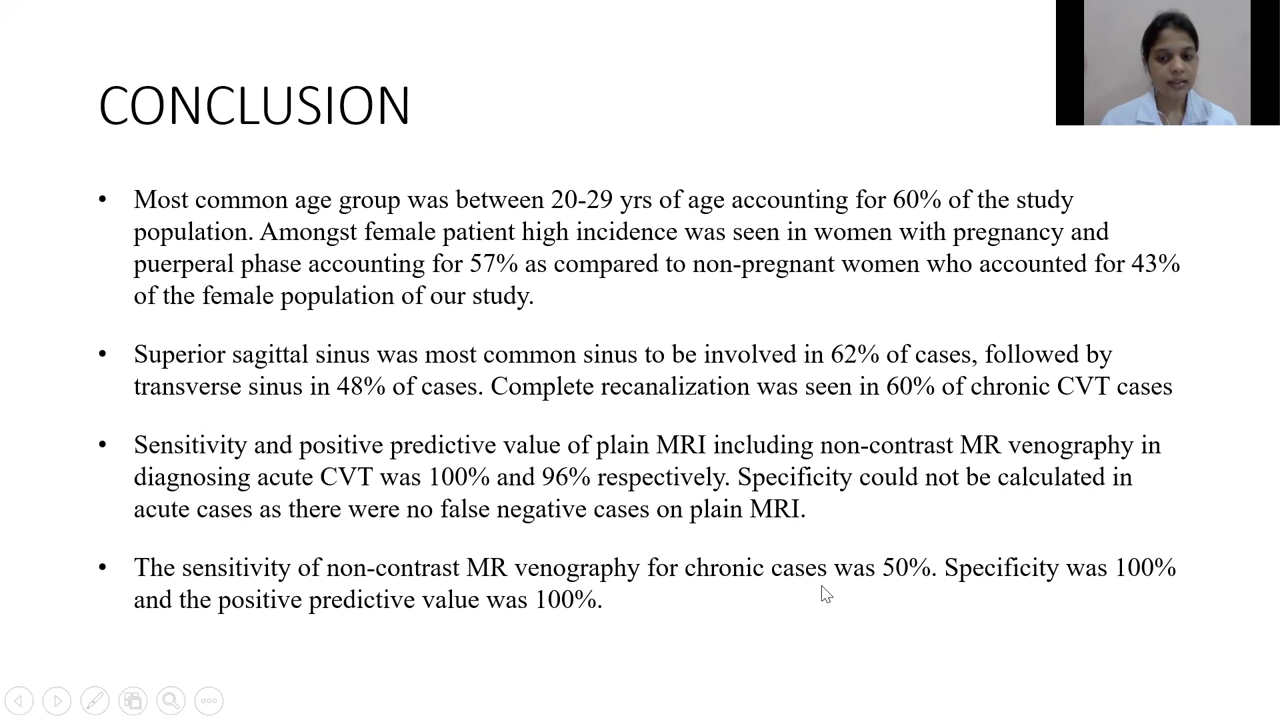 CONCLUSION
• Most common age group was between 20-29 yrs of age accounting for 60% of the study
population. Amongst female patient high incidence was seen in women with pregnancy and
puerperal phase accounting for 57% as compared to non-pregnant women who accounted for 43%
of the female population of our study.
• Superior sagittal sinus was most common sinus to be involved in 62% of cases, followed by
transverse sinus in 48% of cases. Complete recanalization was seen in 60% of chronic CVT cases
• Sensitivity and positive predictive value of plain MRI including non-contrast MR venography in
diagnosing acute CVT was 100% and 96% respectively. Specificity could not be calculated in
acute cases as there were no false negative cases on plain MRI.
• The sensitivity of non-contrast MR venography for chronic cases was 50%. Specificity was 100%
and the positive predictive value was 100%.